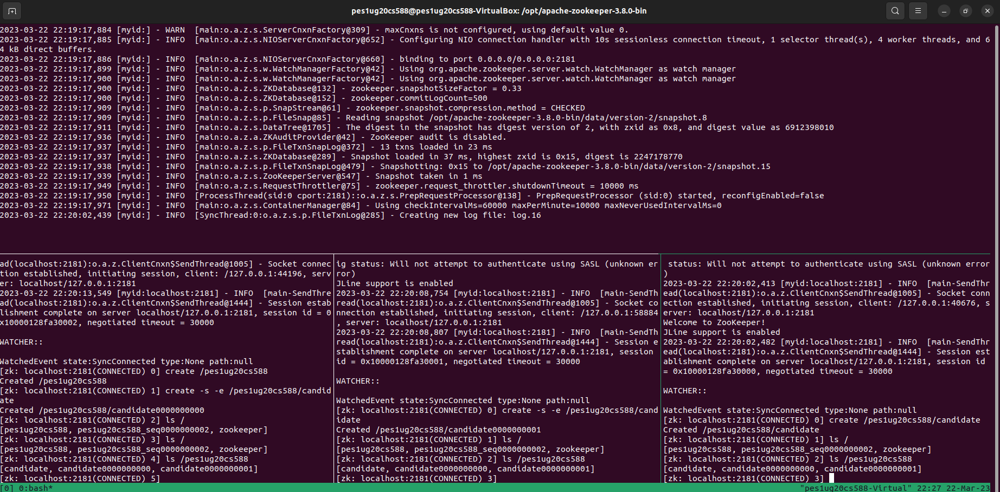 pes1ug20cs588@pes1ug20cs588-VirtualBox: /opt/apache-zookeeper-3.8.0-bin
2023-03-22 22:19:17,884 [myid:] - WARN  [main:o.a.z.s.ServerCnxnFactory@309] - maxCnxns is not configured, using default value 0.
2023-03-22 22:19:17,885 [myid:] - INFO  [main:o.a.z.s.NIOServerCnxnFactory@652] - Configuring NIO connection handler with 10s sessionless connection timeout, 1 selector thread(s), 4 worker threads, and 6
4 kB direct buffers.
2023-03-22 22:19:17,886 [myid:] - INFO  [main:o.a.z.s.NIOServerCnxnFactory@660] - binding to port 0.0.0.0/0.0.0.0:2181
2023-03-22 22:19:17,899 [myid:] - INFO  [main:o.a.z.s.w.WatchManagerFactory@42] - Using org.apache.zookeeper.server.watch.WatchManager as watch manager
2023-03-22 22:19:17,900 [myid:] - INFO  [main:o.a.z.s.w.WatchManagerFactory@42] - Using org.apache.zookeeper.server.watch.WatchManager as watch manager
2023-03-22 22:19:17,900 [myid:] - INFO  [main:o.a.z.s.ZKDatabase@132] - zookeeper.snapshotSizeFactor = 0.33
2023-03-22 22:19:17,900 [myid:] - INFO  [main:o.a.z.s.ZKDatabase@152] - zookeeper.commitLogCount=500
2023-03-22 22:19:17,909 [myid:] - INFO  [main:o.a.z.s.p.SnapStream@61] - zookeeper.snapshot.compression.method = CHECKED
2023-03-22 22:19:17,909 [myid:] - INFO  [main:o.a.z.s.p.FileSnap@85] - Reading snapshot /opt/apache-zookeeper-3.8.0-bin/data/version-2/snapshot.8
2023-03-22 22:19:17,911 [myid:] - INFO  [main:o.a.z.s.DataTree@1705] - The digest in the snapshot has digest version of 2, with zxid as 0x8, and digest value as 6912398010
2023-03-22 22:19:17,936 [myid:] - INFO  [main:o.a.z.a.ZKAuditProvider@42] - ZooKeeper audit is disabled.
2023-03-22 22:19:17,937 [myid:] - INFO  [main:o.a.z.s.p.FileTxnSnapLog@372] - 13 txns loaded in 23 ms
2023-03-22 22:19:17,937 [myid:] - INFO  [main:o.a.z.s.ZKDatabase@289] - Snapshot loaded in 37 ms, highest zxid is 0x15, digest is 2247178770
2023-03-22 22:19:17,938 [myid:] - INFO  [main:o.a.z.s.p.FileTxnSnapLog@479] - Snapshotting: 0x15 to /opt/apache-zookeeper-3.8.0-bin/data/version-2/snapshot.15
2023-03-22 22:19:17,939 [myid:] - INFO  [main:o.a.z.s.ZooKeeperServer@547] - Snapshot taken in 1 ms
2023-03-22 22:19:17,949 [myid:] - INFO  [main:o.a.z.s.RequestThrottler@75] - zookeeper.request_throttler.shutdownTimeout = 10000 ms
2023-03-22 22:19:17,950 [myid:] - INFO  [ProcessThread(sid:0 cport:2181)::o.a.z.s.PrepRequestProcessor@138] - PrepRequestProcessor (sid:0) started, reconfigEnabled=false
2023-03-22 22:19:17,971 [myid:] - INFO  [main:o.a.z.s.ContainerManager@84] - Using checkIntervalMs=60000 maxPerMinute=10000 maxNeverUsedIntervalMs=0
2023-03-22 22:20:02,439 [myid:] - INFO  [SyncThread:0:o.a.z.s.p.FileTxnLog@285] - Creating new log file: log.16
ad(localhost:2181):o.a.z.ClientCnxn$SendThread@1005] - Socket connec
tion established, initiating session, client: /127.0.0.1:44196, serv
er: localhost/127.0.0.1:2181
2023-03-22 22:20:13,549 [myid:localhost:2181] - INFO  [main-SendThre
ad(localhost:2181):o.a.z.ClientCnxn$SendThread@1444] - Session estab
lishment complete on server localhost/127.0.0.1:2181, session id = 0
x10000128fa30002, negotiated timeout = 30000
WATCHER::
WatchedEvent state:SyncConnected type:None path:null
[zk: localhost:2181(CONNECTED) 0] create /pes1ug20cs588
Created /pes1ug20cs588
[zk: localhost:2181(CONNECTED) 1] create -s -e /pes1ug20cs588/candid
ate
Created /pes1ug20cs588/candidate0000000000
[zk: localhost:2181(CONNECTED) 2] ls /
[pes1ug20cs588, pes1ug20cs588_seq0000000002, zookeeper]
[zk: localhost:2181(CONNECTED) 3] ls /
[pes1ug20cs588, pes1ug20cs588_seq0000000002, zookeeper]
[zk: localhost:2181(CONNECTED) 4] ls /pes1ug20cs588
[candidate, candidate0000000000, candidate0000000001]
[zk: localhost:2181(CONNECTED) 5]
ig status: Will not attempt to authenticate using SASL (unknown er
ror)
JLine support is enabled
2023-03-22 22:20:08,754 [myid:localhost:2181] - INFO  [main-SendTh
read(localhost:2181):o.a.z.ClientCnxn$SendThread@1005] - Socket co
nnection established, initiating session, client: /127.0.0.1:58884
, server: localhost/127.0.0.1:2181
2023-03-22 22:20:08,807 [myid:localhost:2181] - INFO  [main-SendTh
read(localhost:2181):o.a.z.ClientCnxn$SendThread@1444] - Session e
stablishment complete on server localhost/127.0.0.1:2181, session
id = 0x10000128fa30001, negotiated timeout = 30000
WATCHER::
WatchedEvent state:SyncConnected type:None path:null
[zk: localhost:2181(CONNECTED) 0] create -s -e /pes1ug20cs588/cand
idate
Created /pes1ug20cs588/candidate0000000001
[zk: localhost:2181(CONNECTED) 1] ls /
[pes1ug20cs588, pes1ug20cs588_seq0000000002, zookeeper]
[zk: localhost:2181(CONNECTED) 2] ls /pes1ug20cs588
[candidate, candidate0000000000, candidate0000000001]
[zk: localhost:2181(CONNECTED) 3]
status: Will not attempt to authenticate using SASL (unknown error
)
2023-03-22 22:20:02,413 [myid:localhost:2181] - INFO  [main-SendThr
ead(localhost:2181):o.a.z.ClientCnxn$SendThread@1005] - Socket conn
ection established, initiating session, client: /127.0.0.1:40676, s
erver: localhost/127.0.0.1:2181
Welcome to ZooKeeper!
JLine support is enabled
2023-03-22 22:20:02,482 [myid:localhost:2181] - INFO  [main-SendThr
ead(localhost:2181):o.a.z.ClientCnxn$SendThread@1444] - Session est
ablishment complete on server localhost/127.0.0.1:2181, session id
= 0x10000128fa30000, negotiated timeout = 30000
WATCHER::
WatchedEvent state:SyncConnected type:None path:null
[zk: localhost:2181(CONNECTED) 0] create /pes1ug20cs588/candidate
Created /pes1ug20cs588/candidate
[zk: localhost:2181(CONNECTED) 1] ls /
[pes1ug20cs588, pes1ug20cs588_seq0000000002, zookeeper]
[zk: localhost:2181(CONNECTED) 2] ls /pes1ug20cs588
[candidate, candidate0000000000, candidate0000000001]
[zk: localhost:2181(CONNECTED) 3]
[0] 0:bash*
"pes1ug20cs588-Virtual" 22:27 22-Mar-23